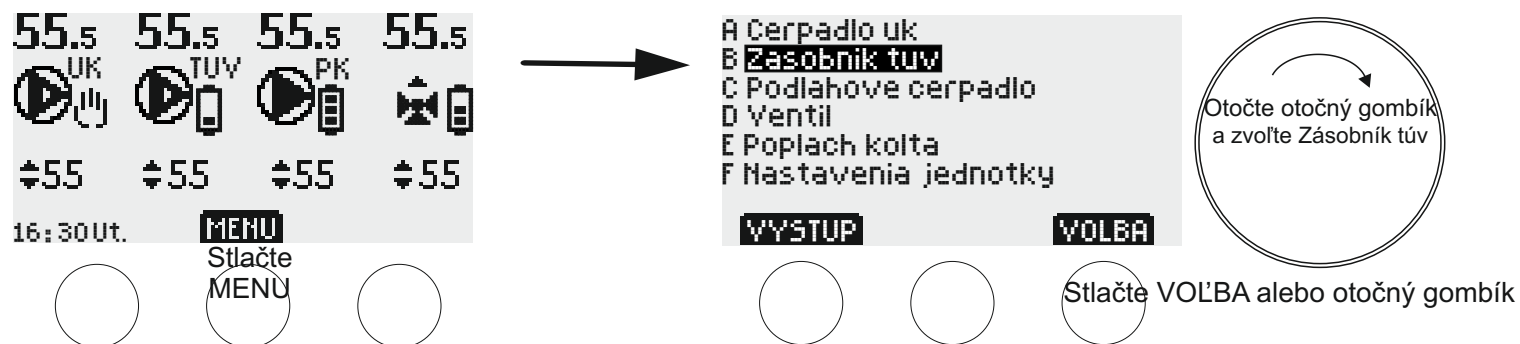 55.5 55.5 55.5 55.5
UK TUV PK
55 55 55 55
16:30Ut. MENU
Stlačte
MENU
A Cerpadlo uk
B Zasobnik tuv
C Podlahove cerpadlo
D Ventil
E Poplach kolta
F Nastavenia jednotky
VYSTUP VOLBA
Otočte otočný gombík
a zvoľte Zásobník túv
Stlačte VOĽBA alebo otočný gombík